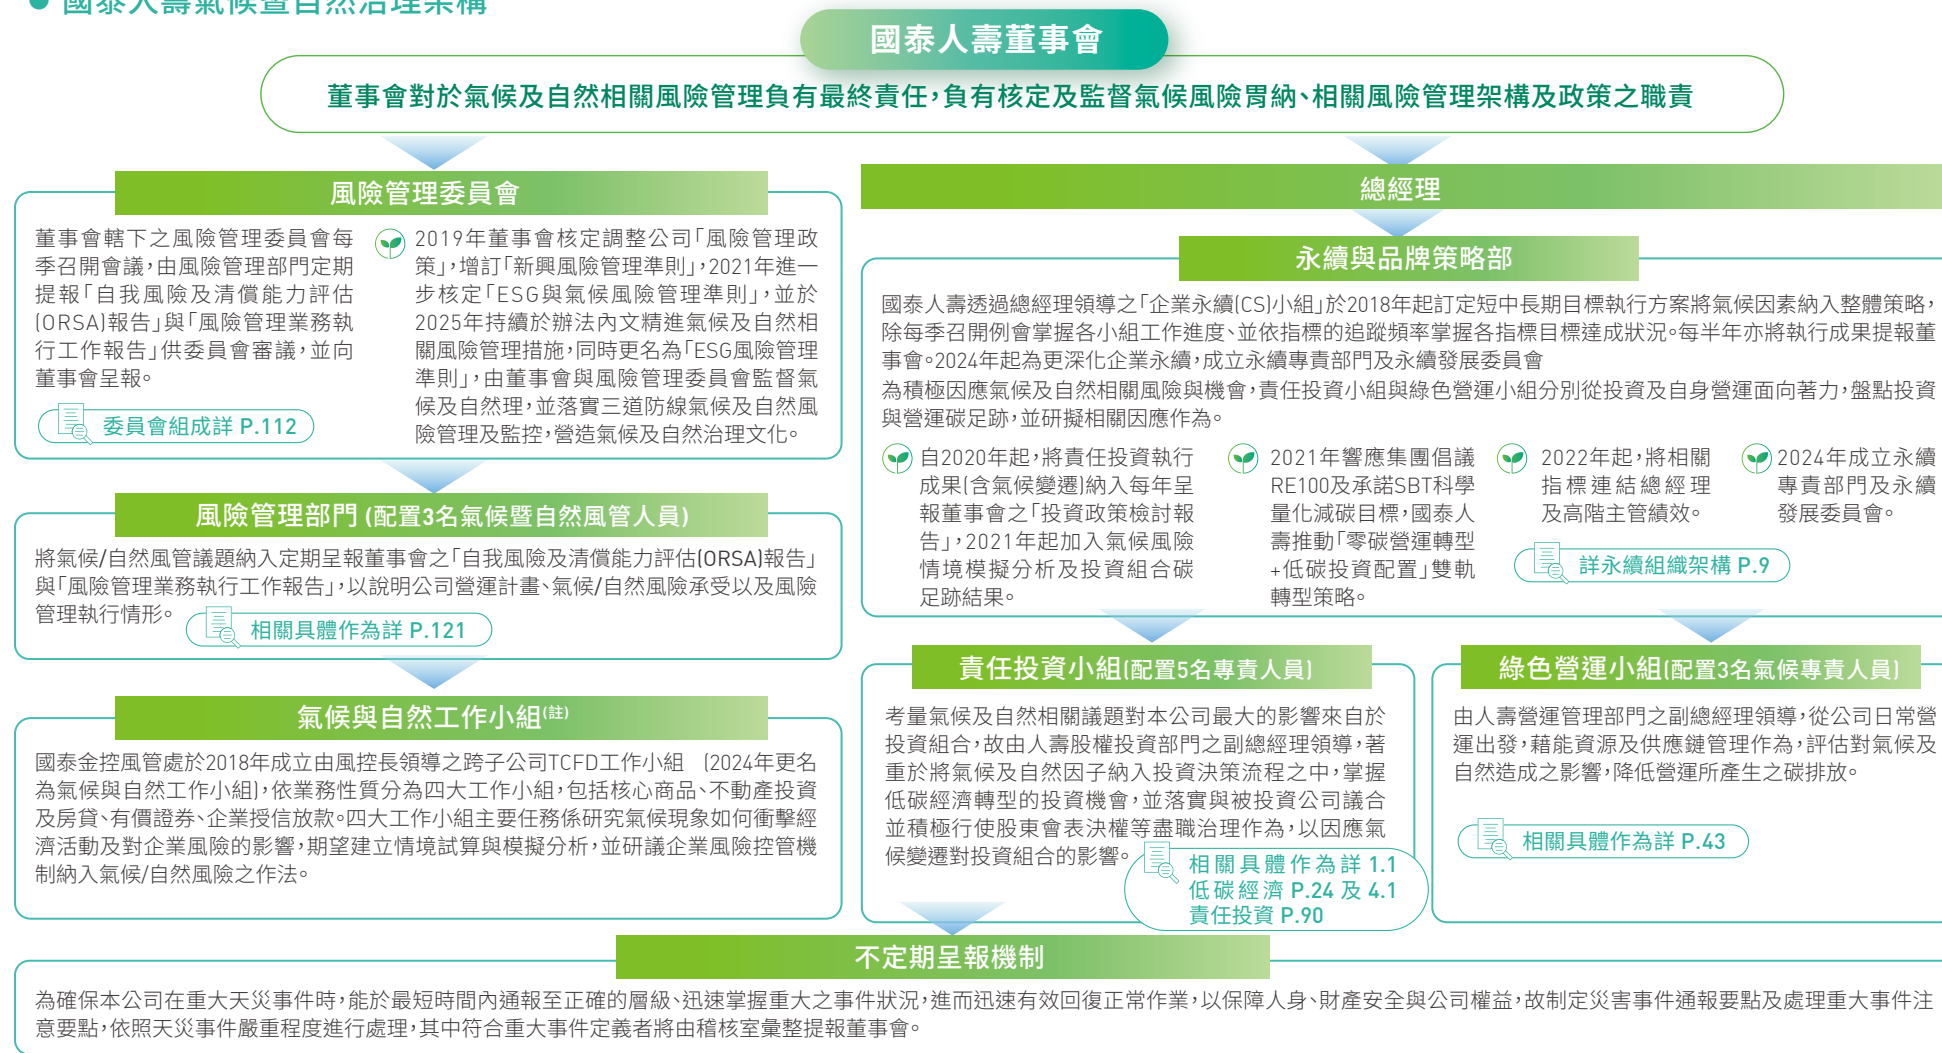 國泰人壽氣候暨自然治理架構
國泰人壽董事會
董事會對於氣候及自然相關風險管理負有最終責任,負有核定及監督氣候風險胃納、相關風險管理架構及政策之職責
風險管理委員會
董事會轄下之風險管理委員會每
季召開會議,由風險管理部門定期
提報「自我風險及清償能力評估
(ORSA)報告」與「風險管理業務執
行工作報告」供委員會審議,並向
董事會呈報。
委員會組成詳 P.112
2019年董事會核定調整公司「風險管理政
策」,增訂「新興風險管理準則」,2021年進一
步核定「ESG與氣候風險管理準則」,並於
2025年持續於辦法內文精進氣候及自然相
關風險管理措施,同時更名為「ESG風險管理
準則」,由董事會與風險管理委員會監督氣
候及自然理,並落實三道防線氣候及自然風
險管理及監控,營造氣候及自然治理文化。
風險管理部門 (配置3名氣候暨自然風管人員)
將氣候/自然風管議題納入定期呈報董事會之「自我風險及清償能力評估(ORSA)報告」
與「風險管理業務執行工作報告」,以說明公司營運計畫、氣候/自然風險承受以及風險
管理執行情形。
相關具體作為詳 P.121
氣候與自然工作小組(註)
國泰金控風管處於2018年成立由風控長領導之跨子公司TCFD工作小組 (2024年更名
為氣候與自然工作小組),依業務性質分為四大工作小組,包括核心商品、不動產投資
及房貸、有價證券、企業授信放款。四大工作小組主要任務係研究氣候現象如何衝擊經
濟活動及對企業風險的影響,期望建立情境試算與模擬分析,並研議企業風險控管機
制納入氣候/自然風險之作法。
總經理
永續與品牌策略部
國泰人壽透過總經理領導之「企業永續(CS)小組」於2018年起訂定短中長期目標執行方案將氣候因素納入整體策略,
除每季召開例會掌握各小組工作進度、並依指標的追蹤頻率掌握各指標目標達成狀況。每半年亦將執行成果提報董
事會。2024年起為更深化企業永續,成立永續專責部門及永續發展委員會
為積極因應氣候及自然相關風險與機會,責任投資小組與綠色營運小組分別從投資及自身營運面向著力,盤點投資
與營運碳足跡,並研擬相關因應作為。
自2020年起,將責任投資執行
成果(含氣候變遷)納入每年呈
報董事會之「投資政策檢討報
告」,2021年起加入氣候風險
情境模擬分析及投資組合碳
足跡結果。
2021年響應集團倡議
RE100及承諾SBT科學
量化減碳目標,國泰人
壽推動「零碳營運轉型
+低碳投資配置」雙軌
轉型策略。
2022年起,將相關
指標連結總經理
及高階主管績效。
2024年成立永續
專責部門及永續
發展委員會。
詳永續組織架構 P.9
責任投資小組(配置5名專責人員)
考量氣候及自然相關議題對本公司最大的影響來自於
投資組合,故由人壽股權投資部門之副總經理領導,著
重於將氣候及自然因子納入投資決策流程之中,掌握
低碳經濟轉型的投資機會,並落實與被投資公司議合
並積極行使股東會表決權等盡職治理作為,以因應氣
候變遷對投資組合的影響。
相關具體作為詳 1.1
低碳經濟 P.24 及 4.1
責任投資 P.90
綠色營運小組(配置3名氣候專責人員)
由人壽營運管理部門之副總經理領導,從公司日常營
運出發,藉能資源及供應鏈管理作為,評估對氣候及
自然造成之影響,降低營運所產生之碳排放。
相關具體作為詳 P.43
不定期呈報機制
為確保本公司在重大天災事件時,能於最短時間內通報至正確的層級、迅速掌握重大之事件狀況,進而迅速有效回復正常作業,以保障人身、財產安全與公司權益,故制定災害事件通報要點及處理重大事件注
意要點,依照天災事件嚴重程度進行處理,其中符合重大事件定義者將由稽核室彙整提報董事會。